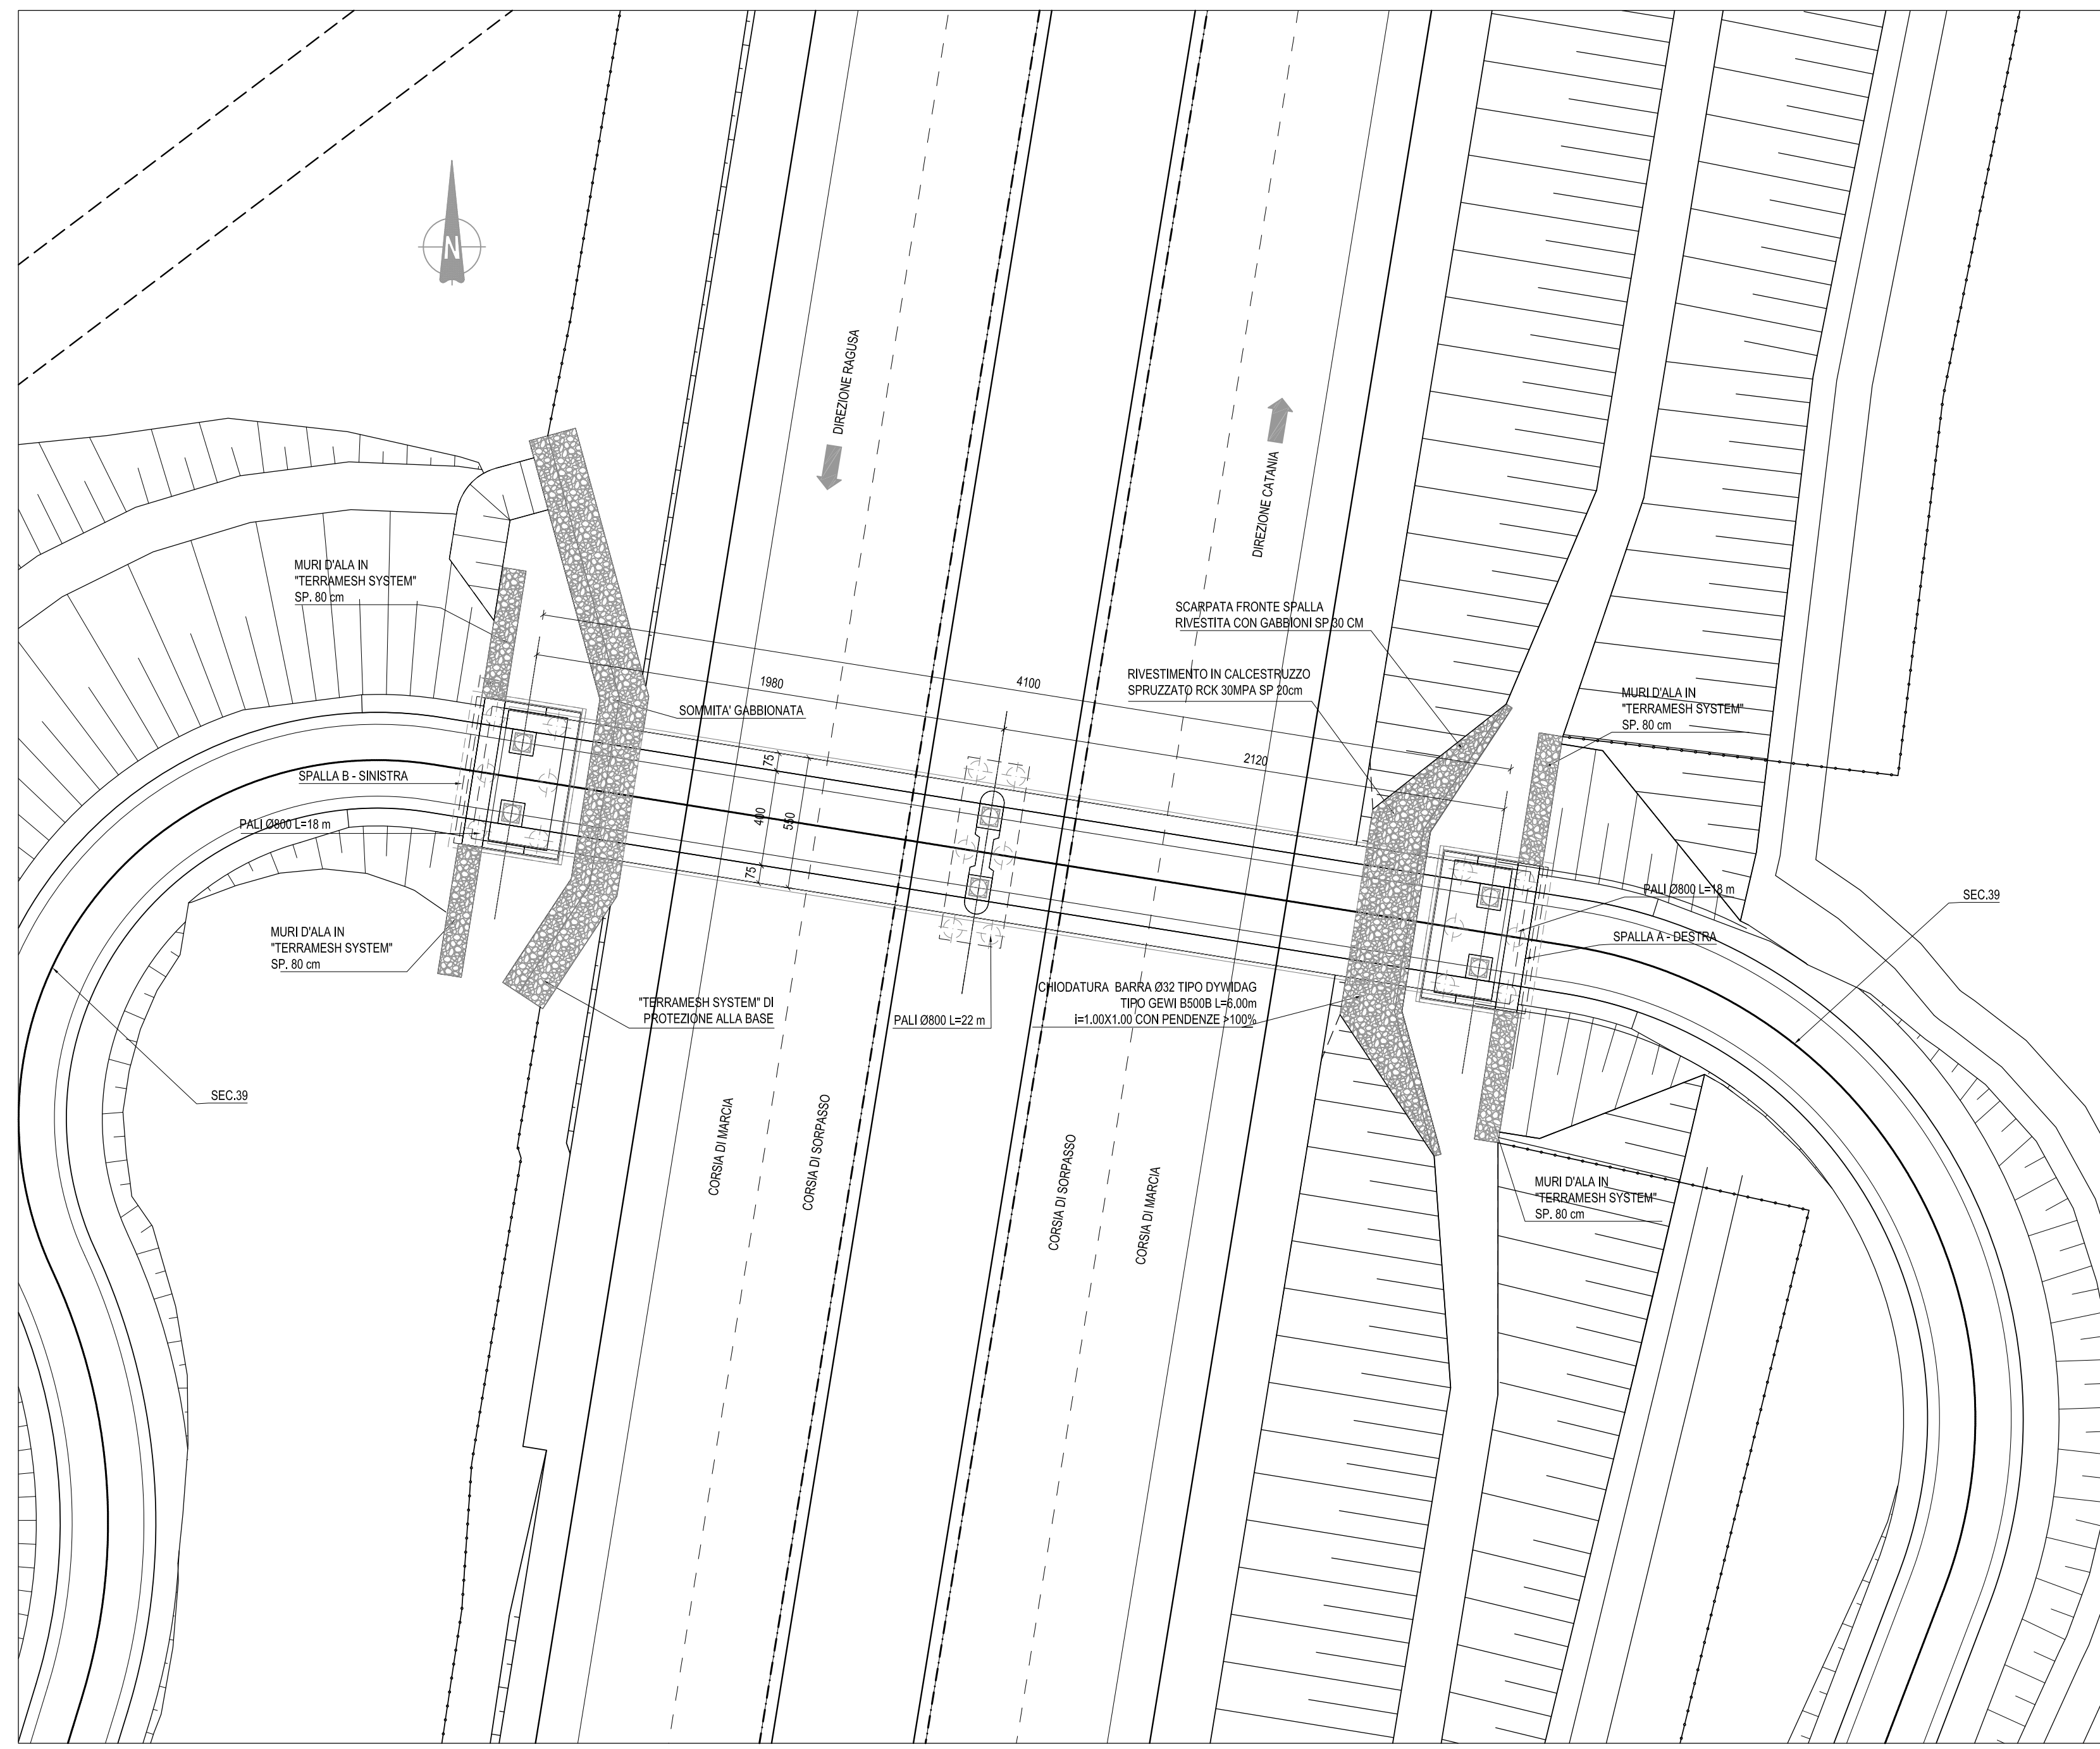 N
DIREZIONE RAGUSA
DIREZIONE CATANIA
MURI D'ALA IN
"TERRAMESH SYSTEM"
SP. 80 cm
SCARPATA FRONTE SPALLA
RIVESTITA CON GABBIONI SP 30 CM
RIVESTIMENTO IN CALCESTRUZZO
SPRUZZATO RCK 30MPA SP 20cm
1980
4100
MURI D'ALA IN
"TERRAMESH SYSTEM"
SP. 80 cm
SOMMITA' GABBIONATA
2120
75
400
550
75
SPALLA B - SINISTRA
PALI Ø800 L=18 m
PALI Ø800 L=18 m
SEC.39
SPALLA A - DESTRA
MURI D'ALA IN
"TERRAMESH SYSTEM"
SP. 80 cm
"TERRAMESH SYSTEM" DI
PROTEZIONE ALLA BASE
PALI Ø800 L=22 m
CHIODATURA BARRA Ø32 TIPO DYWIDAG
TIPO GEWI B500B L=6,00m
i=1.00X1.00 CON PENDENZE >100%
SEC.39
CORSIA DI MARCIA
CORSIA DI SORPASSO
CORSIA DI SORPASSO
CORSIA DI MARCIA
MURI D'ALA IN
"TERRAMESH SYSTEM"
SP. 80 cm